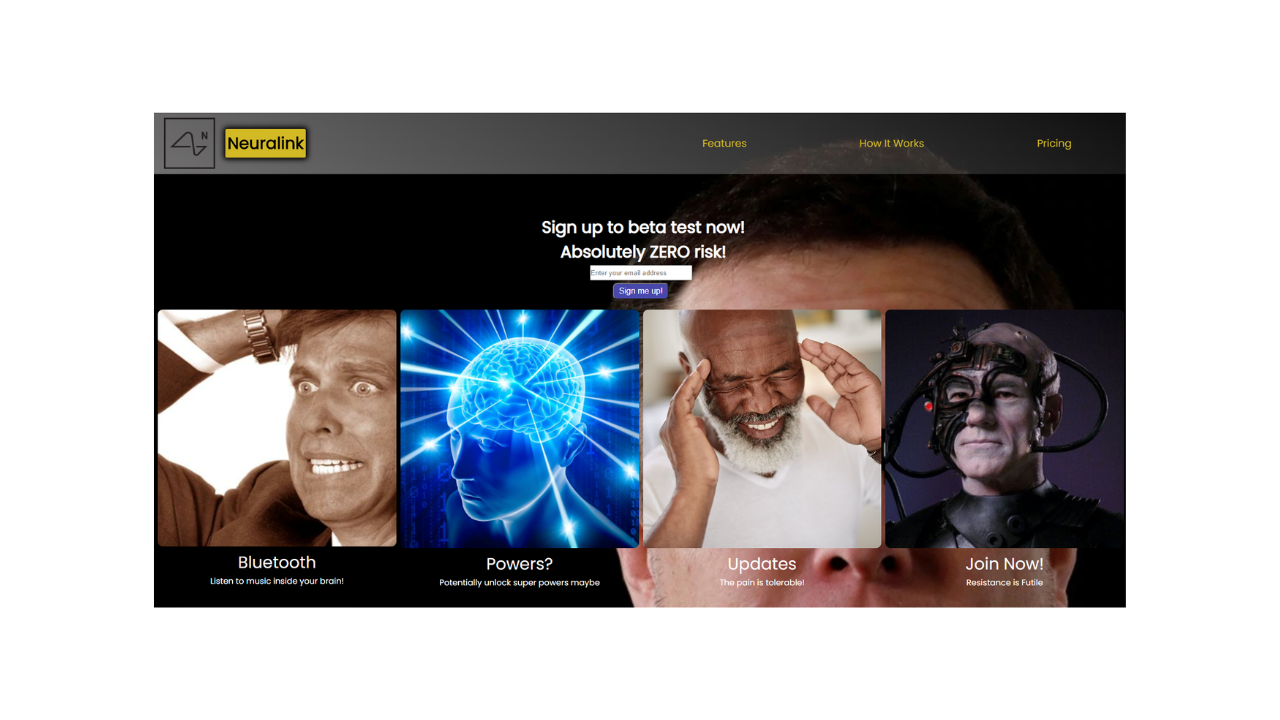 N
Neuralink
Features
How It Works
Pricing
Sign up to beta test now!
Absolutely ZERO risk!
Enter your email address
Sign me up!
Bluetooth
Listen to music inside your brain!
Powers?
Potentially unlock super powers maybe
Updates
The pain is tolerable!
Join Now!
Resistance is Futile